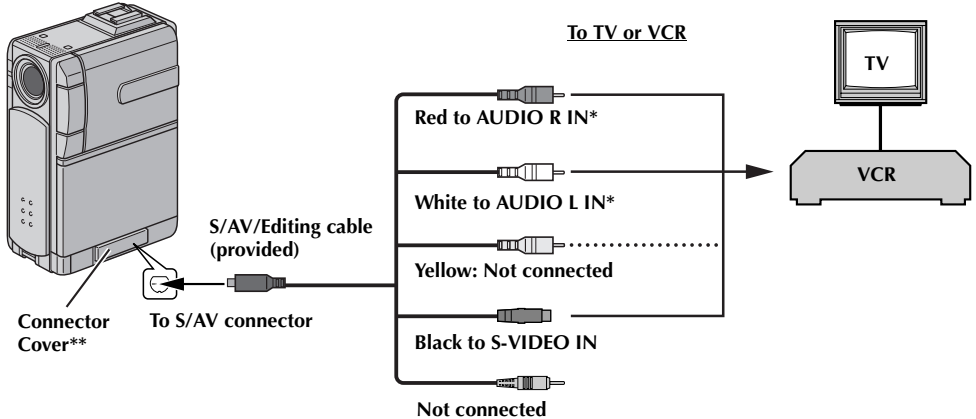 To TV or VCR
TV
Red to AUDIO R IN*
VCR
White to AUDIO L IN*
S/AV/Editing cable
(provided)
Yellow: Not connected
Connector
Cover**
To S/AV connector
Black to S-VIDEO IN
Not connected